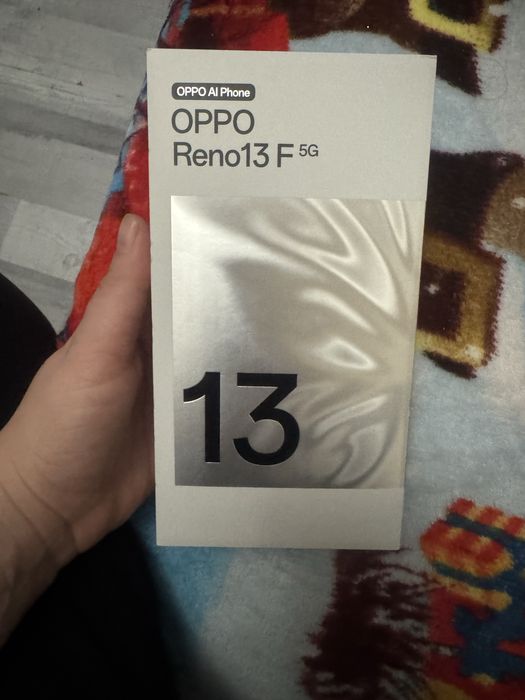 OPPO AI Phone
OPPO
Reno13 F 5G
13